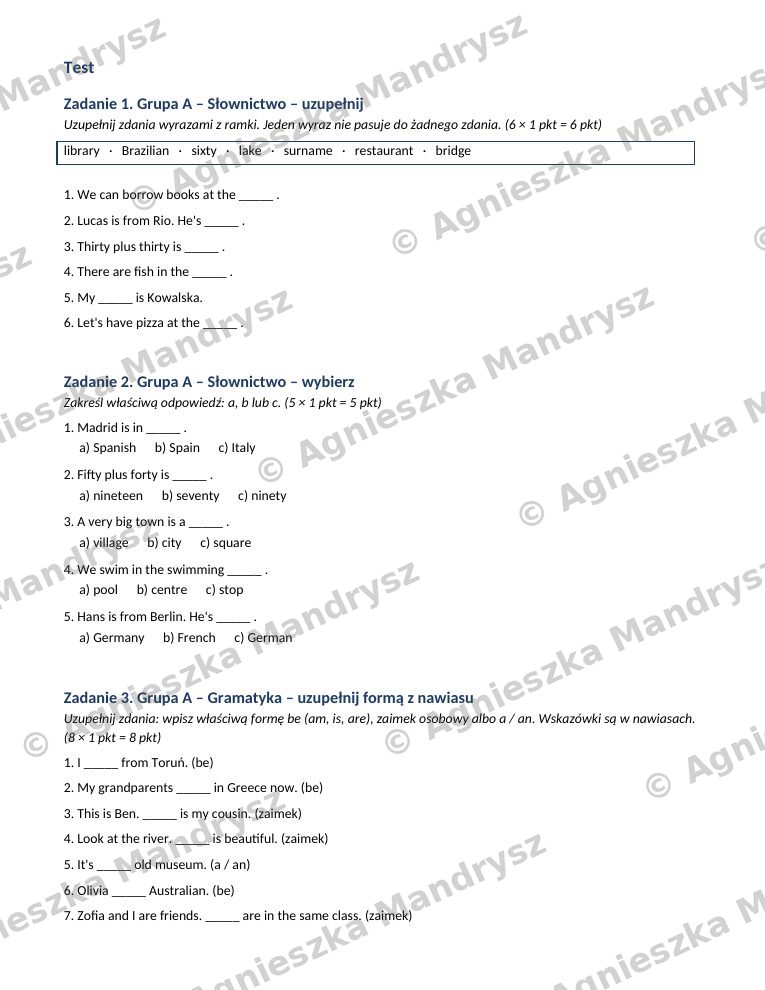 Test
Zadanie 1. Grupa A – Słownictwo – uzupełnij
Uzupełnij zdania wyrazami z ramki. Jeden wyraz nie pasuje do żadnego zdania. (6 × 1 pkt = 6 pkt)
library · Brazilian · sixty · lake · surname · restaurant · bridge
1. We can borrow books at the _____ .
2. Lucas is from Rio. He's _____ .
3. Thirty plus thirty is _____ .
4. There are fish in the _____ .
5. My _____ is Kowalska.
6. Let's have pizza at the _____ .
Zadanie 2. Grupa A – Słownictwo – wybierz
Zakreśl właściwą odpowiedź: a, b lub c. (5 × 1 pkt = 5 pkt)
1. Madrid is in _____ .
a) Spanish b) Spain c) Italy
2. Fifty plus forty is _____ .
a) nineteen b) seventy c) ninety
3. A very big town is a _____ .
a) village b) city c) square
4. We swim in the swimming _____ .
a) pool b) centre c) stop
5. Hans is from Berlin. He's _____ .
a) Germany b) French c) German
Zadanie 3. Grupa A – Gramatyka – uzupełnij formą z nawiasu
Uzupełnij zdania: wpisz właściwą formę be (am, is, are), zaimek osobowy albo a / an. Wskazówki są w nawiasach.
(8 × 1 pkt = 8 pkt)
1. I _____ from Toruń. (be)
2. My grandparents _____ in Greece now. (be)
3. This is Ben. _____ is my cousin. (zaimek)
4. Look at the river. _____ is beautiful. (zaimek)
5. It's _____ old museum. (a / an)
6. Olivia _____ Australian. (be)
7. Zofia and I are friends. _____ are in the same class. (zaimek)
© Agnieszka Mandrysz